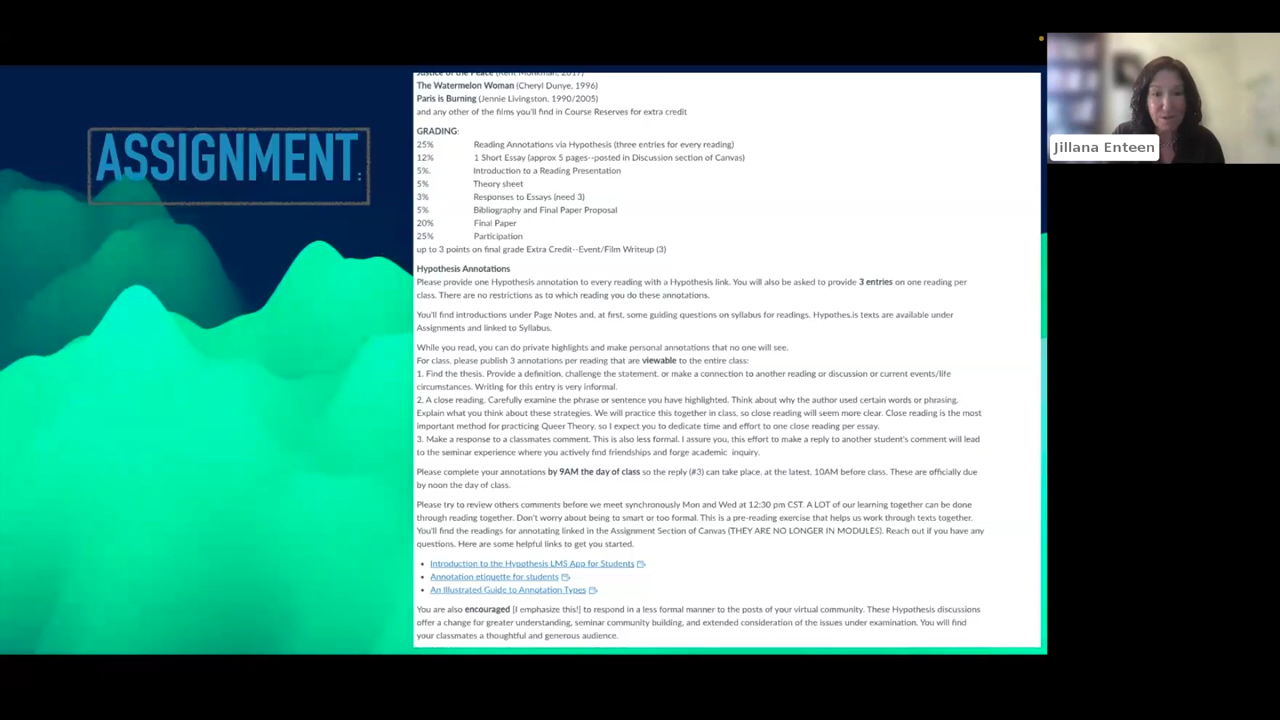 ASSIGNMENT:
Justice of the Peace (Kent Monkman, 2017)
The Watermelon Woman (Cheryl Dunye, 1996)
Paris is Burning (Jennie Livingston, 1990/2005)
and any other of the films you'll find in Course Reserves for extra credit
GRADING:
25% Reading Annotations via Hypothesis (three entries for every reading)
12% 1 Short Essay (approx 5 pages--posted in Discussion section of Canvas)
5%. Introduction to a Reading Presentation
5% Theory sheet
3% Responses to Essays (need 3)
5% Bibliography and Final Paper Proposal
20% Final Paper
25% Participation
up to 3 points on final grade Extra Credit--Event/Film Writeup (3)
Hypothesis Annotations
Please provide one Hypothesis annotation to every reading with a Hypothesis link. You will also be asked to provide 3 entries on one reading per
class. There are no restrictions as to which reading you do these annotations.
You'll find introductions under Page Notes and, at first, some guiding questions on syllabus for readings. Hypothes.is texts are available under
Assignments and linked to Syllabus.
While you read, you can do private highlights and make personal annotations that no one will see.
For class, please publish 3 annotations per reading that are viewable to the entire class:
1. Find the thesis. Provide a definition, challenge the statement, or make a connection to another reading or discussion or current events/life
circumstances. Writing for this entry is very informal.
2. A close reading. Carefully examine the phrase or sentence you have highlighted. Think about why the author used certain words or phrasing.
Explain what you think about these strategies. We will practice this together in class, so close reading will seem more clear. Close reading is the most
important method for practicing Queer Theory, so I expect you to dedicate time and effort to one close reading per essay.
3. Make a response to a classmates comment. This is also less formal. I assure you, this effort to make a reply to another student's comment will lead
to the seminar experience where you actively find friendships and forge academic inquiry.
Please complete your annotations by 9AM the day of class so the reply (#3) can take place, at the latest, 10AM before class. These are officially due
by noon the day of class.
Please try to review others comments before we meet synchronously Mon and Wed at 12:30 pm CST. A LOT of our learning together can be done
through reading together. Don't worry about being to smart or too formal. This is a pre-reading exercise that helps us work through texts together.
You'll find the readings for annotating linked in the Assignment Section of Canvas (THEY ARE NO LONGER IN MODULES). Reach out if you have any
questions. Here are some helpful links to get you started.
• Introduction to the Hypothesis LMS App for Students
• Annotation etiquette for students
• An Illustrated Guide to Annotation Types
You are also encouraged [I emphasize this!] to respond in a less formal manner to the posts of your virtual community. These Hypothesis discussions
offer a change for greater understanding, seminar community building, and extended consideration of the issues under examination. You will find
your classmates a thoughtful and generous audience.
Jillana Enteen